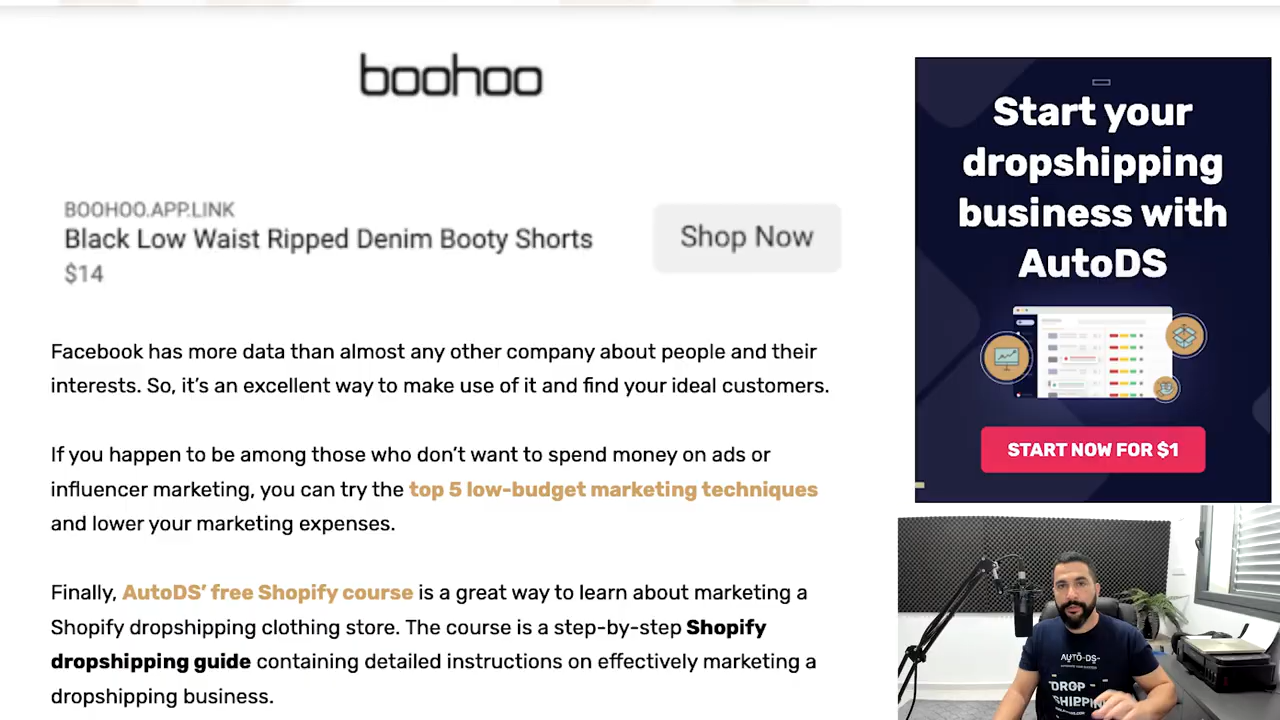 boohoo
BOOHOO.APP.LINK
Black Low Waist Ripped Denim Booty Shorts
$14
Shop Now
Facebook has more data than almost any other company about people and their
interests. So, it’s an excellent way to make use of it and find your ideal customers.
If you happen to be among those who don’t want to spend money on ads or
influencer marketing, you can try the top 5 low-budget marketing techniques
and lower your marketing expenses.
Finally, AutoDS’ free Shopify course is a great way to learn about marketing a
Shopify dropshipping clothing store. The course is a step-by-step Shopify
dropshipping guide containing detailed instructions on effectively marketing a
dropshipping business.
Start your
dropshipping
business with
AutoDS
START NOW FOR $1
AUTO-DS
DROP
SHIPPIN